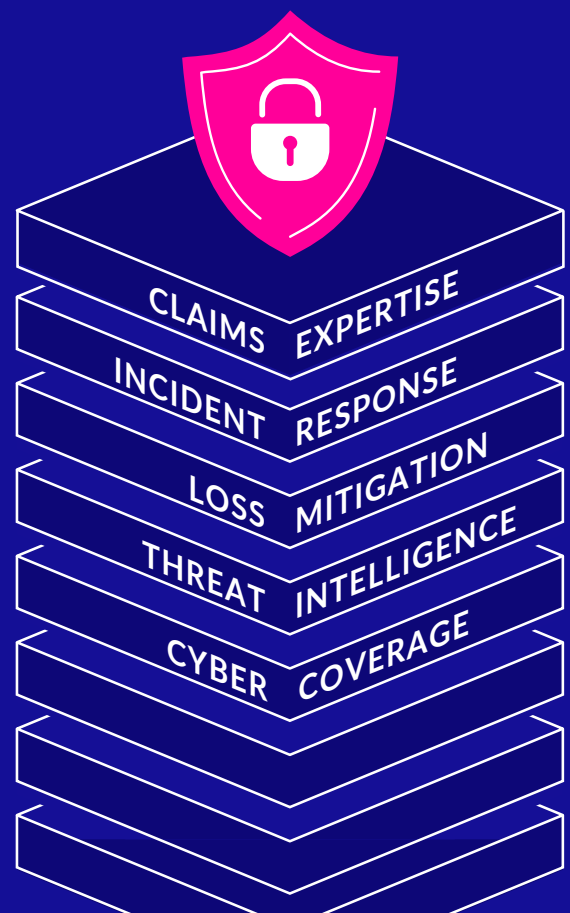 CLAIMS EXPERTISE
INCIDENT RESPONSE
LOSS MITIGATION
THREAT INTELLIGENCE
CYBER COVERAGE